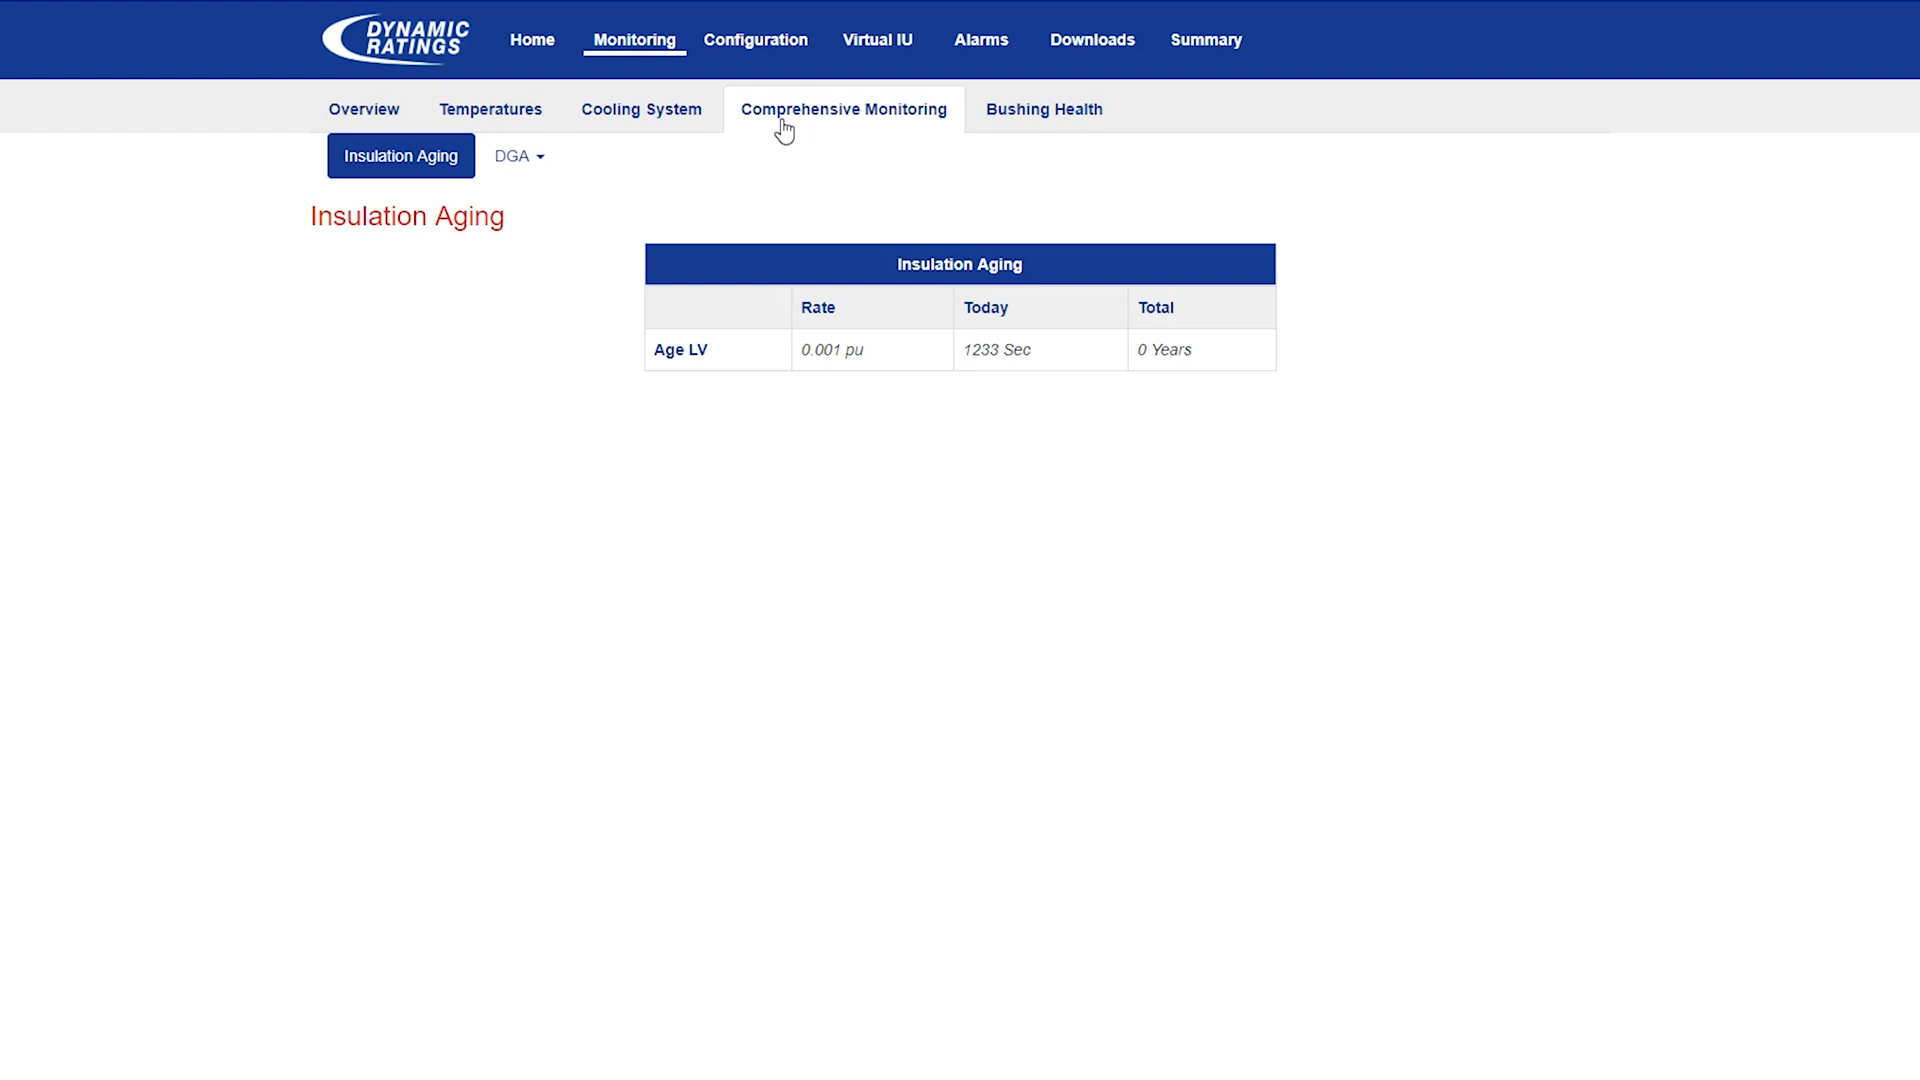 DYNAMIC
RATINGS
Home Monitoring Configuration Virtual IU Alarms Downloads Summary
Overview Temperatures Cooling System Comprehensive Monitoring Bushing Health
Insulation Aging DGA
Insulation Aging
Insulation Aging
Rate Today Total
Age LV 0.001 pu 1233 Sec 0 Years